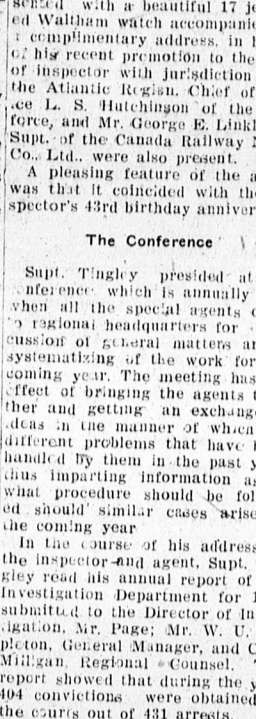 sented with a beautiful 17 je
ed Waltham watch accompanie
complimentary address, in h
of his recent promotion to the
of inspector with jurisdiction
the Atlantic Region. Chief of
ce L. S. Hutchinson of the
force, and Mr. George E. Linkl
Supt. of the Canada Railway N
Co., Ltd., were also present.
A pleasing feature of the a
was that it coincided with the
spector's 43rd birthday anniver
The Conference
Supt. Tingley presided at
nference which is annually
when all the special agents
o regional headquarters for
cussion of general matters an
systematizing of the work for
coming year. The meeting has
effect of bringing the agents t
ther and getting an exchang
ideas in the manner of which
different problems that have
handled by them in the past y
thus imparting information as
what procedure should be fol
ed should similar cases arise
the coming year
In the course of his address
the inspector and agent, Supt.
gley read his annual report of
Investigation Department for 1
submitted to the Director of In
igation, Mr. Page; Mr. W. U.
pleton, General Manager, and C
Milligan, Regional Counsel.
report showed that during the y
404 convictions were obtained
the courts out of 431 arrests.